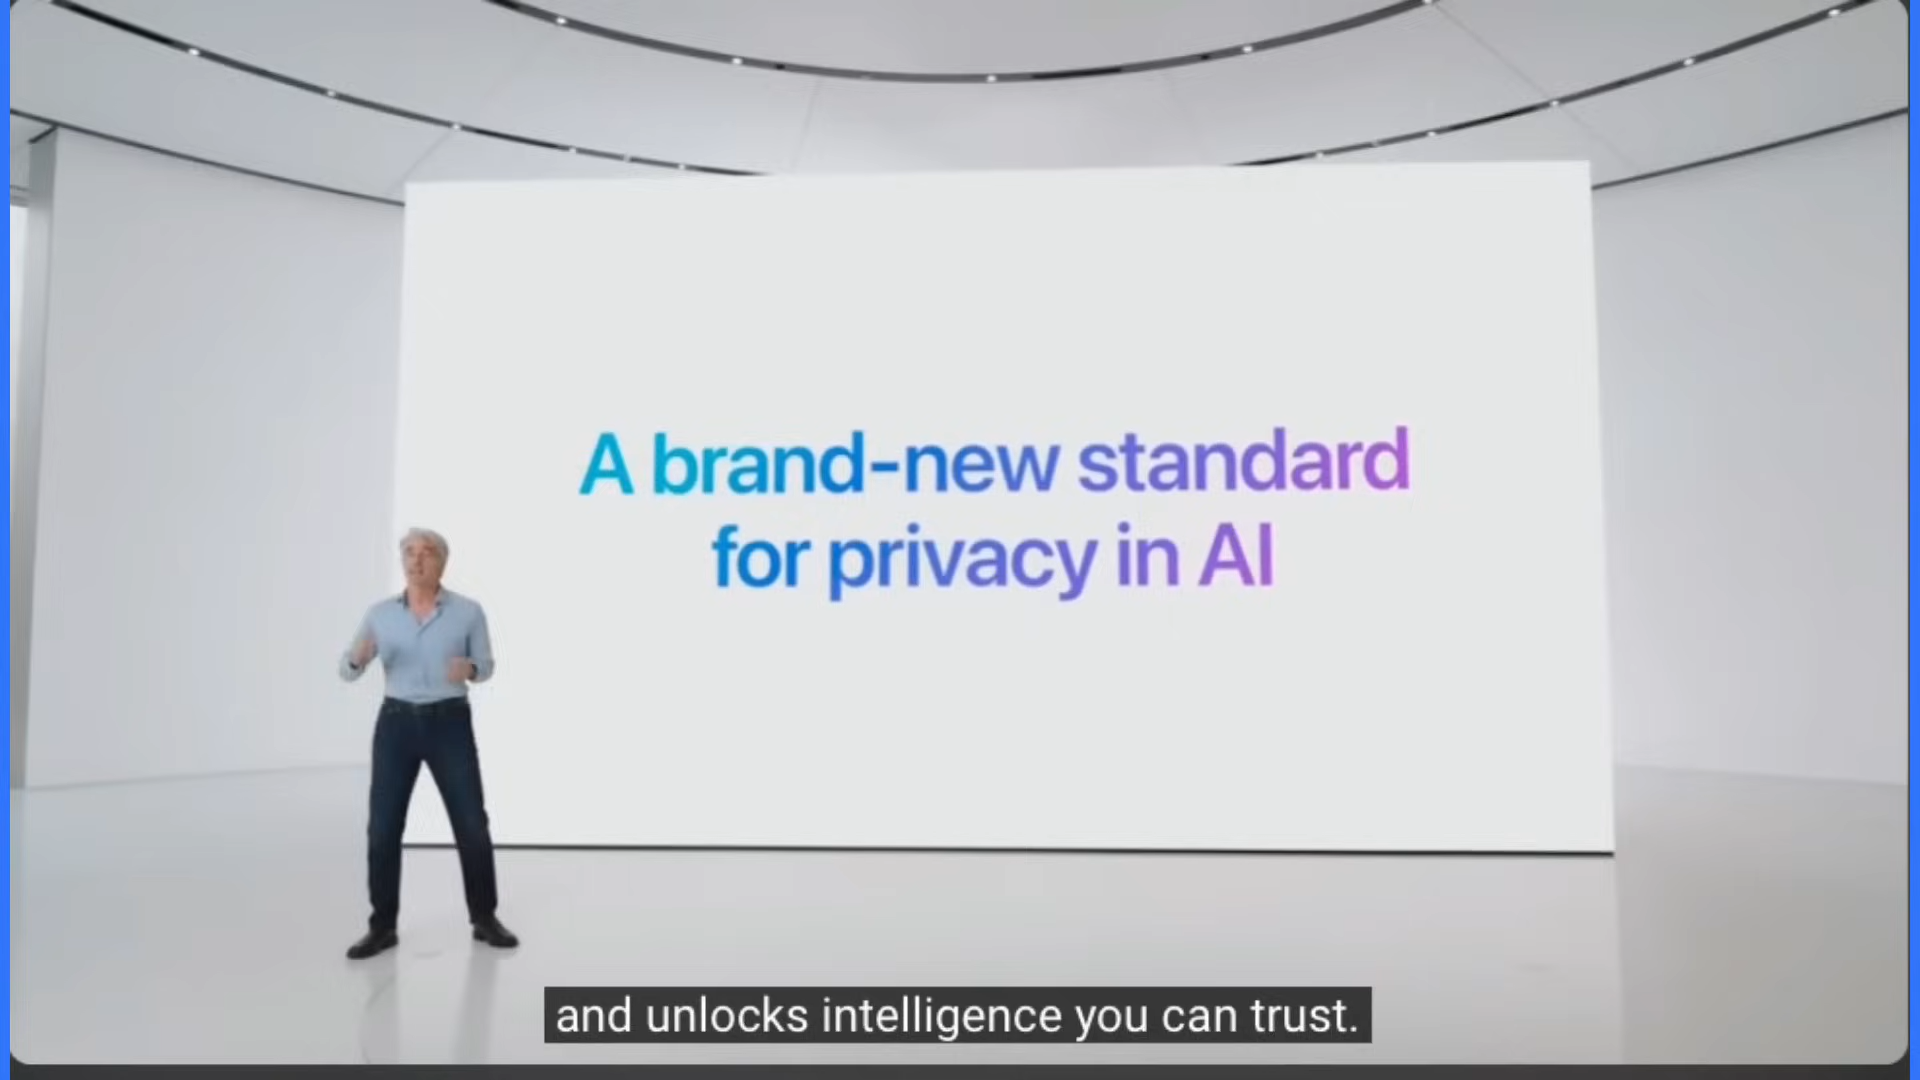 A brand-new standard
for privacy in AI
and unlocks intelligence you can trust.